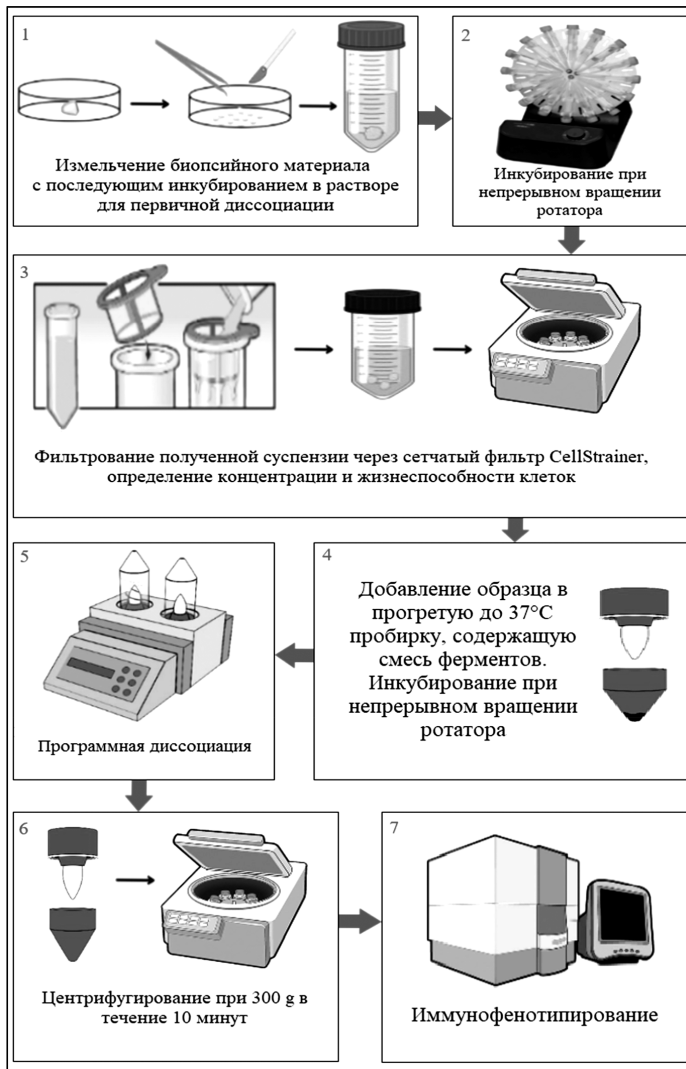 1
Измельчение биопсийного материала
с последующим инкубированием в растворе
для первичной диссоциации
2
Инкубирование при
непрерывном вращении
ротатора
3
Фильтрование полученной суспензии через сетчатый фильтр CellStrainer,
определение концентрации и жизнеспособности клеток
4
Добавление образца в
прогретую до 37°С
пробирку, содержащую
смесь ферментов.
Инкубирование при
непрерывном вращении
ротатора
5
Программная диссоциация
6
Центрифугирование при 300 g в
течение 10 минут
7
Иммунофенотипирование